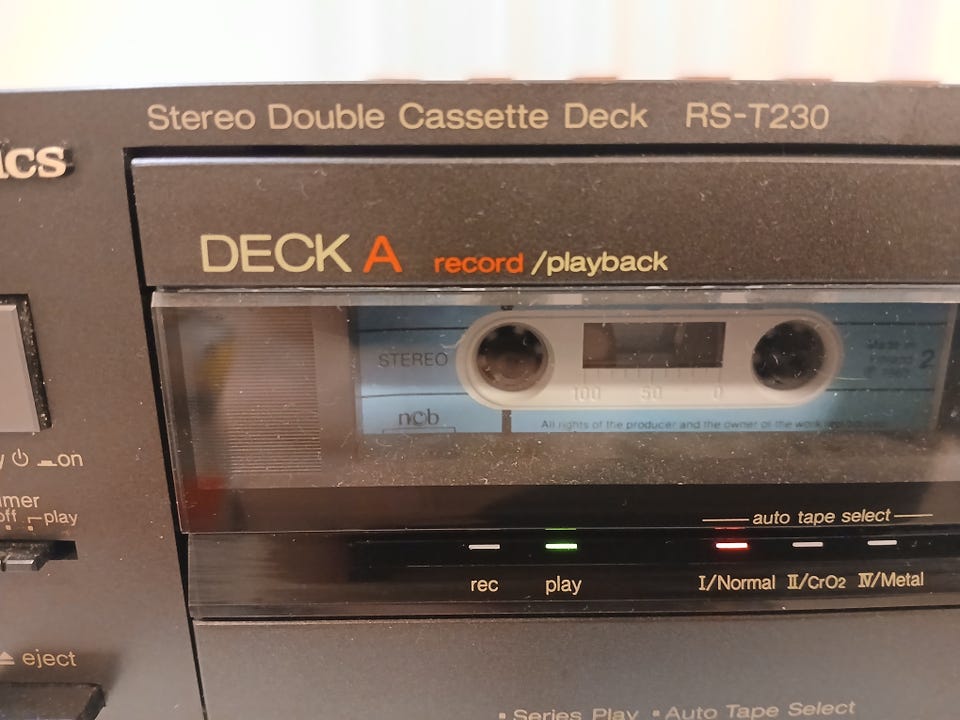 Stereo Double Cassette Deck RS-T230
ics
DECK A record /playback
STEREO
2
100 50 0
ncb
All rights of the producer and the owner of the work
y ⏻ on
mer
off play
auto tape select
rec play I/Normal II/CrO2 IV/Metal
eject
• Series Play • Auto Tape Select